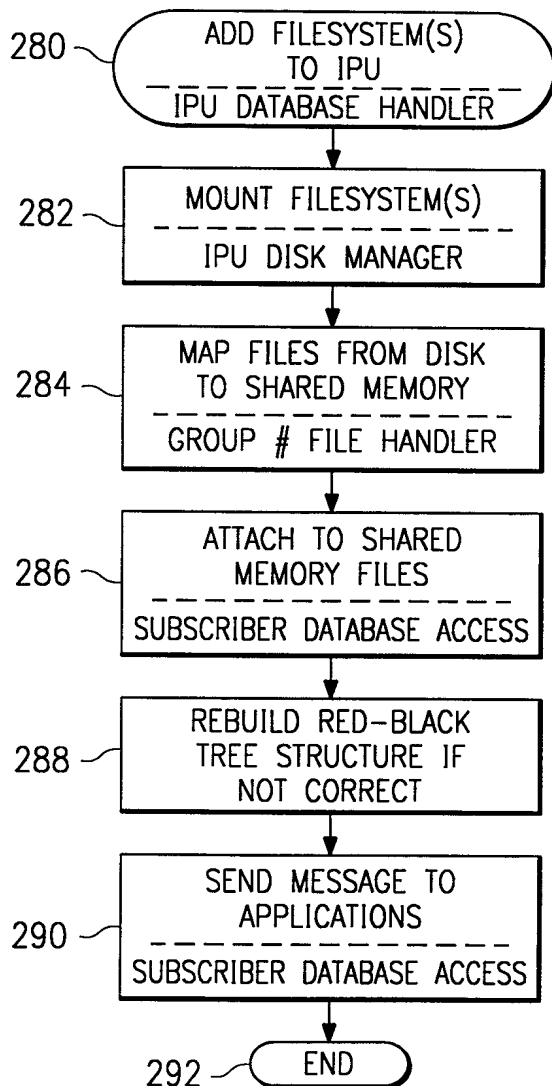 280
ADD FILESYSTEM(S)
TO IPU
IPU DATABASE HANDLER
282
MOUNT FILESYSTEM(S)
IPU DISK MANAGER
284
MAP FILES FROM DISK
TO SHARED MEMORY
GROUP # FILE HANDLER
286
ATTACH TO SHARED
MEMORY FILES
SUBSCRIBER DATABASE ACCESS
288
REBUILD RED-BLACK
TREE STRUCTURE IF
NOT CORRECT
290
SEND MESSAGE TO
APPLICATIONS
SUBSCRIBER DATABASE ACCESS
292
END